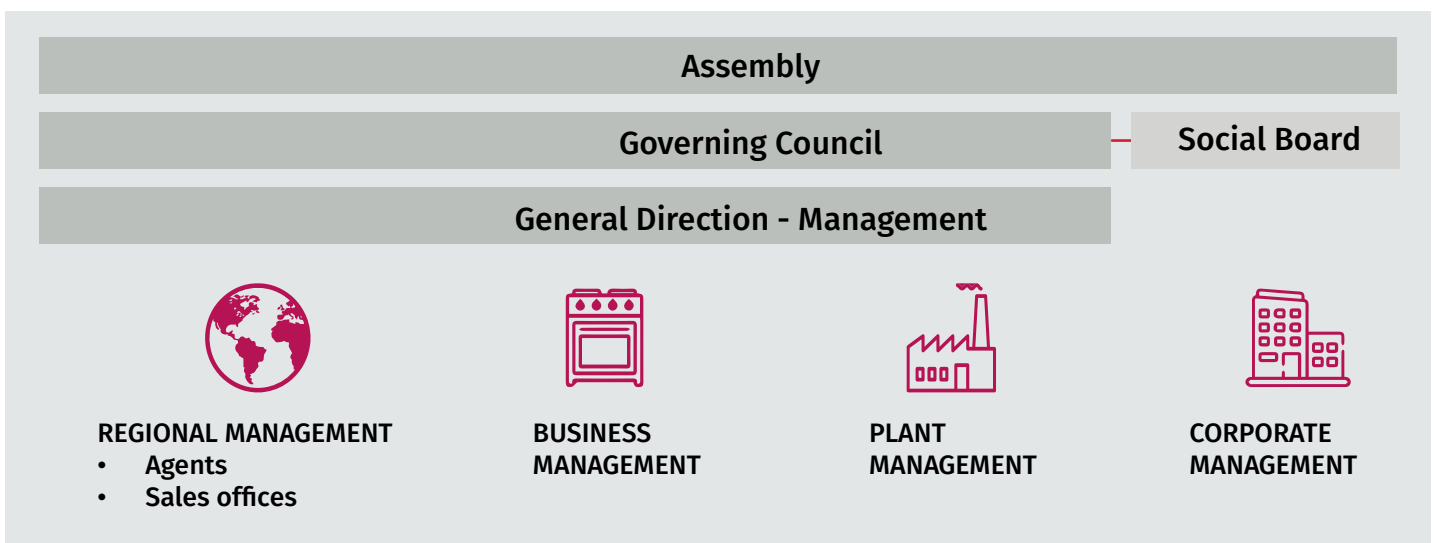 Assembly
Governing Council
Social Board
General Direction - Management
REGIONAL MANAGEMENT
• Agents
• Sales offices
BUSINESS
MANAGEMENT
PLANT
MANAGEMENT
CORPORATE
MANAGEMENT